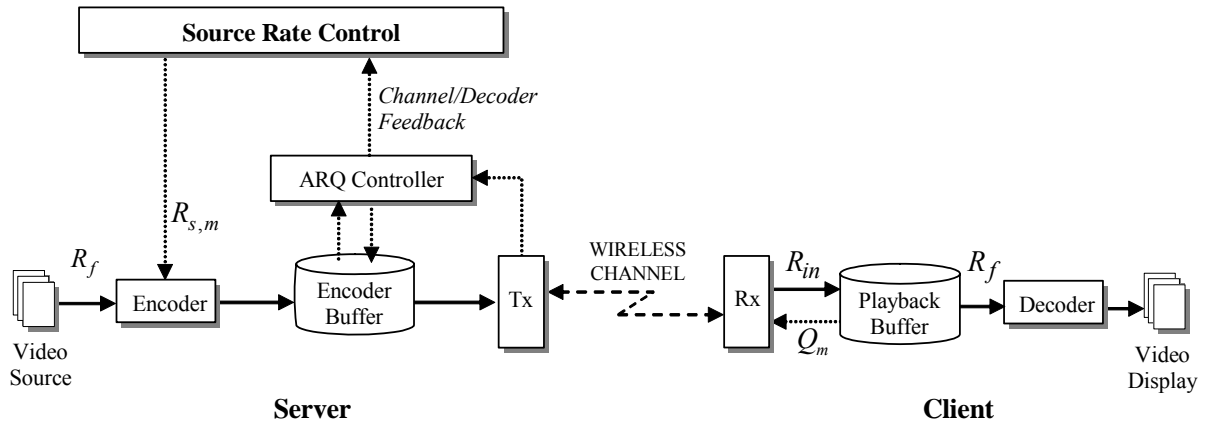 Source Rate Control
Channel/Decoder
Feedback
ARQ Controller
R_{s,m}
R_f
Encoder
Encoder
Buffer
Tx
WIRELESS
CHANNEL
Rx
R_{in}
Q_m
Playback
Buffer
R_f
Decoder
Video
Source
Video
Display
Server
Client